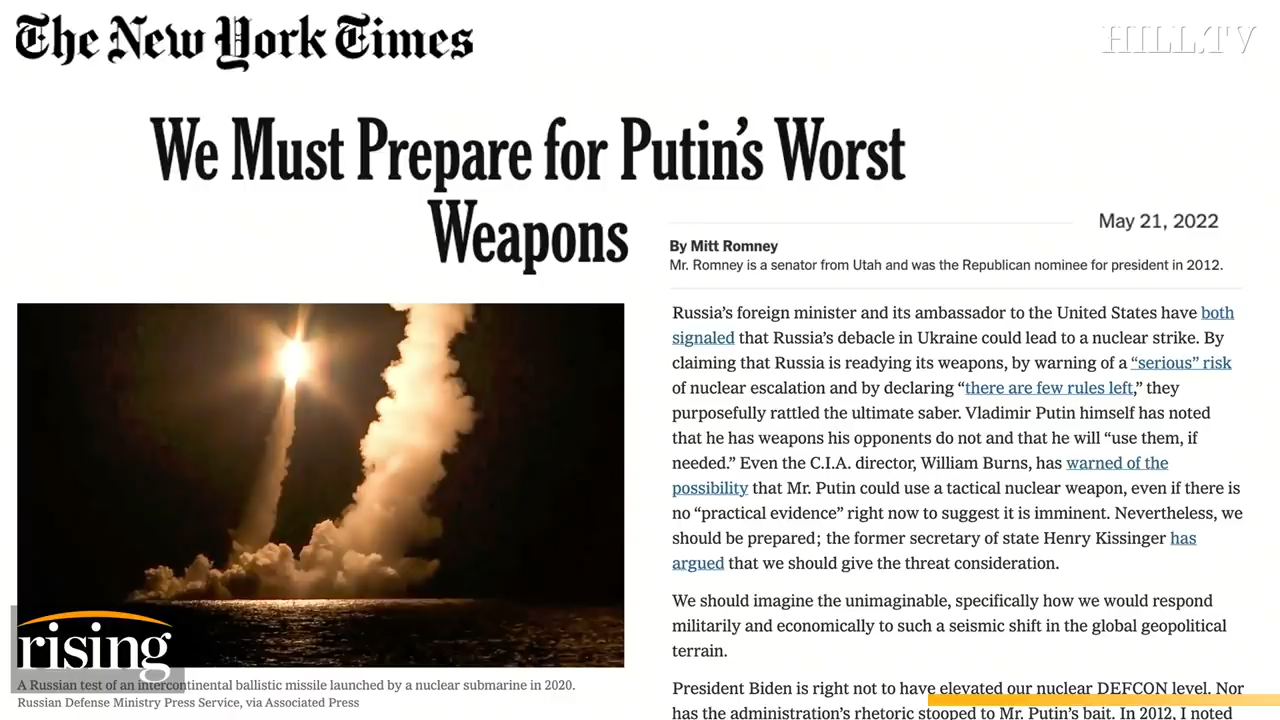 The New York Times
HILL.TV
We Must Prepare for Putin's Worst
Weapons
May 21, 2022
By Mitt Romney
Mr. Romney is a senator from Utah and was the Republican nominee for president in 2012.
Russia's foreign minister and its ambassador to the United States have both
signaled that Russia's debacle in Ukraine could lead to a nuclear strike. By
claiming that Russia is readying its weapons, by warning of a “serious” risk
of nuclear escalation and by declaring “there are few rules left,” they
purposefully rattled the ultimate saber. Vladimir Putin himself has noted
that he has weapons his opponents do not and that he will “use them, if
needed.” Even the C.I.A. director, William Burns, has warned of the
possibility that Mr. Putin could use a tactical nuclear weapon, even if there is
no “practical evidence” right now to suggest it is imminent. Nevertheless, we
should be prepared; the former secretary of state Henry Kissinger has
argued that we should give the threat consideration.
We should imagine the unimaginable, specifically how we would respond
militarily and economically to such a seismic shift in the global geopolitical
terrain.
President Biden is right not to have elevated our nuclear DEFCON level. Nor
has the administration's rhetoric stooped to Mr. Putin's bait. In 2012, I noted
rising
A Russian test of an intercontinental ballistic missile launched by a nuclear submarine in 2020.
Russian Defense Ministry Press Service, via Associated Press